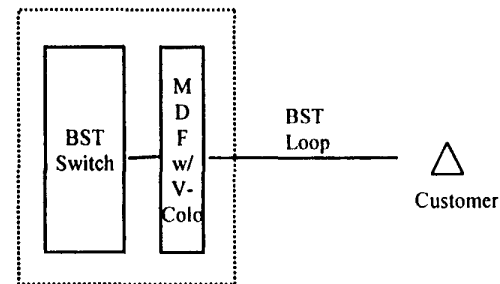 BST
Switch
M
D
F
w/
V-
Colo
BST
Loop
Customer